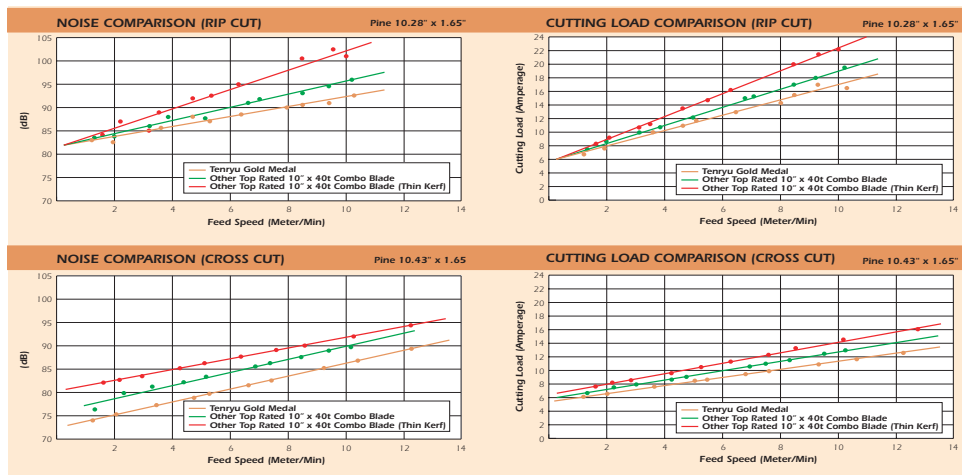 NOISE COMPARISON (RIP CUT) Pine 10.28" x 1.65"
105
100
95
90
85
80
75
70
(dB)
2 4 6 8 10 12 14
Feed Speed (Meter/Min)
Tenryu Gold Medal
Other Top Rated 10" x 40t Combo Blade
Other Top Rated 10" x 40t Combo Blade (Thin Kerf)
CUTTING LOAD COMPARISON (RIP CUT) Pine 10.28" x 1.65"
24
22
20
18
16
14
12
10
8
6
4
2
0
Cutting Load (Amperage)
2 4 6 8 10 12 14
Feed Speed (Meter/Min)
Tenryu Gold Medal
Other Top Rated 10" x 40t Combo Blade
Other Top Rated 10" x 40t Combo Blade (Thin Kerf)
NOISE COMPARISON (CROSS CUT) Pine 10.43" x 1.65
105
100
95
90
85
80
75
70
(dB)
2 4 6 8 10 12 14
Feed Speed (Meter/Min)
Tenryu Gold Medal
Other Top Rated 10" x 40t Combo Blade
Other Top Rated 10" x 40t Combo Blade (Thin Kerf)
CUTTING LOAD COMPARISON (CROSS CUT) Pine 10.43" x 1.65"
24
22
20
18
16
14
12
10
8
6
4
2
0
Cutting Load (Amperage)
2 4 6 8 10 12 14
Feed Speed (Meter/Min)
Tenryu Gold Medal
Other Top Rated 10" x 40t Combo Blade
Other Top Rated 10" x 40t Combo Blade (Thin Kerf)